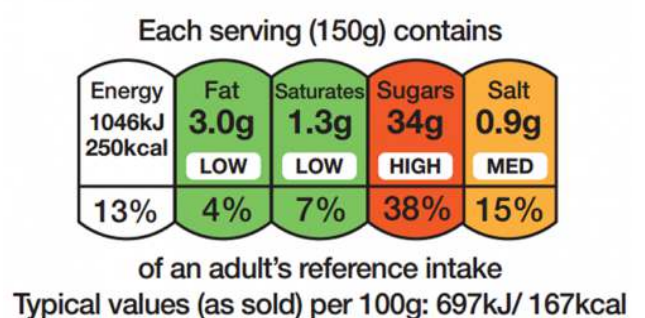 Each serving (150g) contains
Energy Fat Saturates Sugars Salt
1046kJ 3.0g 1.3g 34g 0.9g
250kcal
LOW LOW HIGH MED
13% 4% 7% 38% 15%
of an adult's reference intake
Typical values (as sold) per 100g: 697kJ/ 167kcal